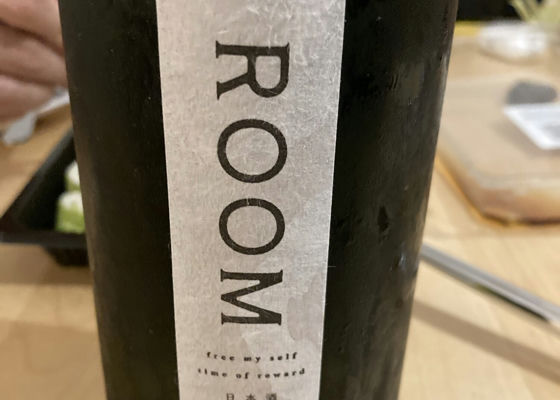 ROOM
free my self
time of reward
日本酒